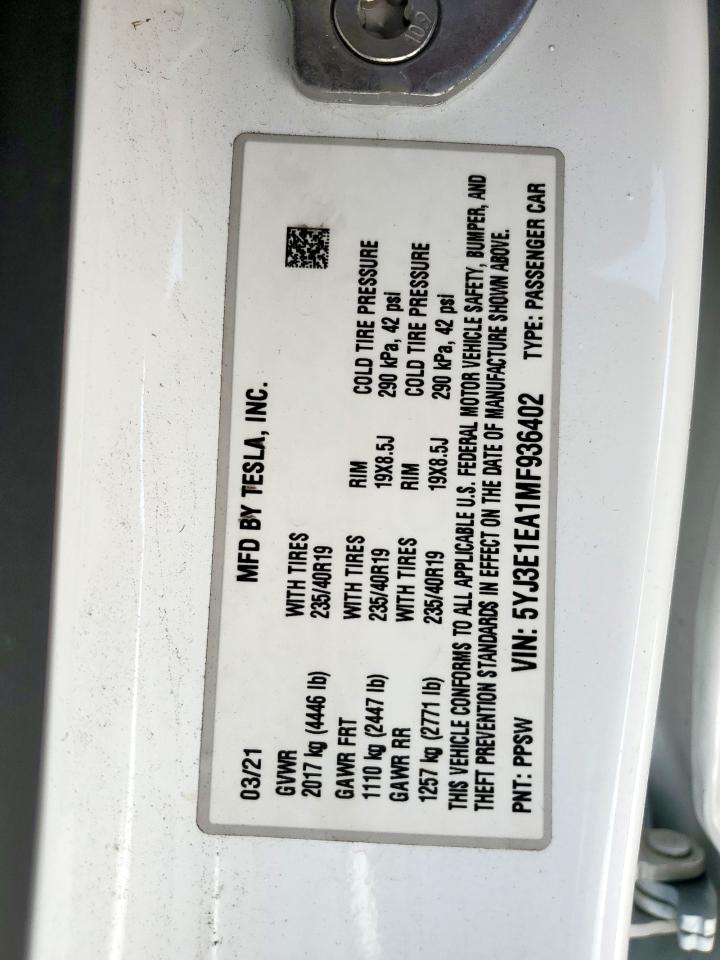 109
MFD BY TESLA, INC.
03/21
GVWR WITH TIRES
2017 kg (4446 lb) 235/40R19
GAWR FRT WITH TIRES RIM COLD TIRE PRESSURE
1110 kg (2447 lb) 235/40R19 19X8.5J 290 kPa, 42 psi
GAWR RR WITH TIRES RIM COLD TIRE PRESSURE
1257 kg (2771 lb) 235/40R19 19X8.5J 290 kPa, 42 psi
THIS VEHICLE CONFORMS TO ALL APPLICABLE U.S. FEDERAL MOTOR VEHICLE SAFETY, BUMPER, AND
THEFT PREVENTION STANDARDS IN EFFECT ON THE DATE OF MANUFACTURE SHOWN ABOVE.
PNT: PPSW VIN: 5YJ3E1EA1MF936402 TYPE: PASSENGER CAR